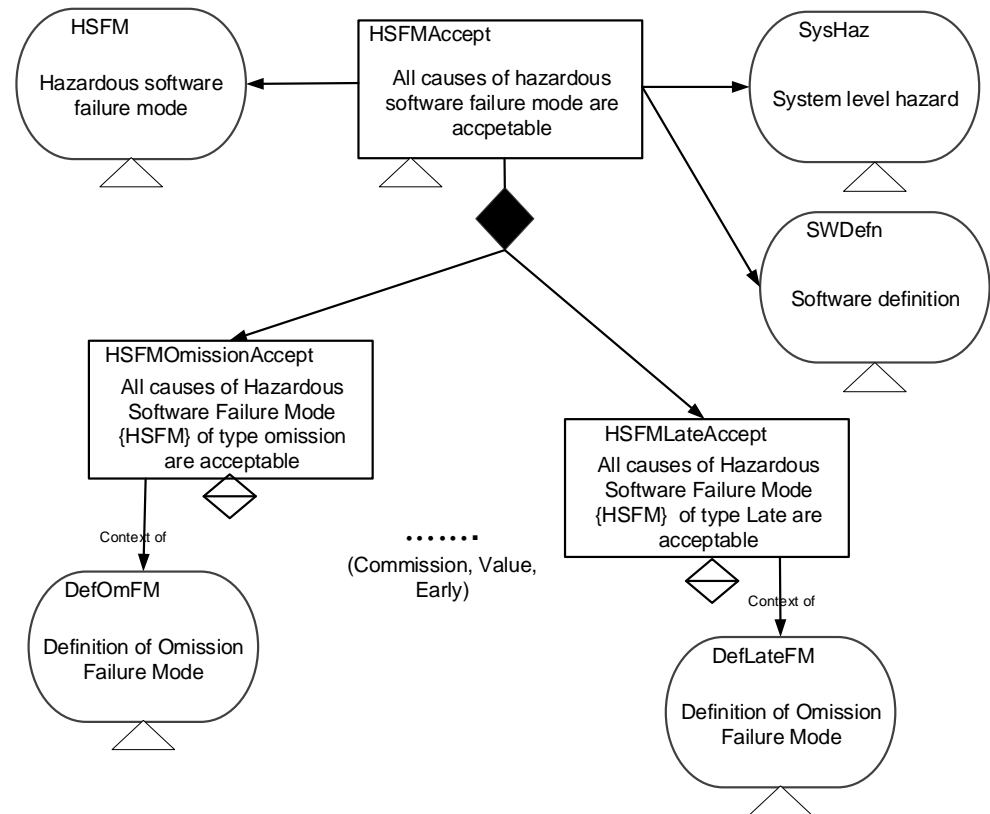 HSFM
Hazardous software
failure mode
HSFMAccept
All causes of hazardous
software failure mode are
accpetable
SysHaz
System level hazard
SWDefn
Software definition
HSFMOmissionAccept
All causes of Hazardous
Software Failure Mode
{HSFM} of type omission
are acceptable
HSFMLateAccept
All causes of Hazardous
Software Failure Mode
{HSFM} of type Late are
acceptable
Context of
.......
(Commission, Value,
Early)
DefOmFM
Definition of Omission
Failure Mode
Context of
DefLateFM
Definition of Omission
Failure Mode